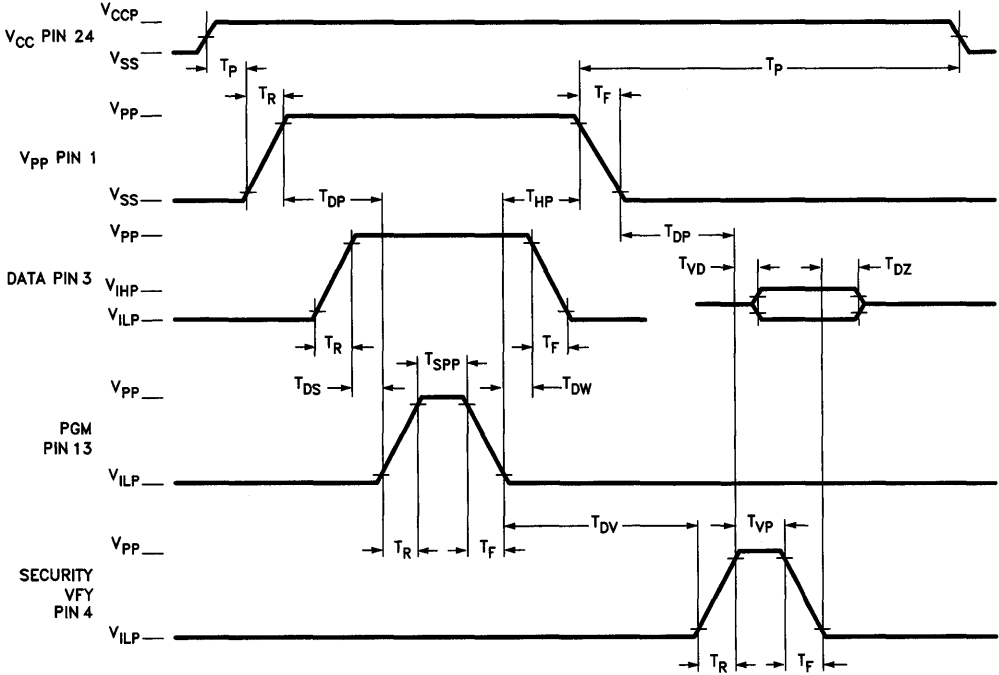 VCCP
VCC PIN 24
VSS
TP
TP
TR
TF
VPP
VPP PIN 1
VSS
TDP
THP
VPP
TDP
DATA PIN 3
TVD
TDZ
VIHP
VILP
TR
TSPP
TF
VPP
TDS
TDW
PGM
PIN 13
VILP
TDV
TVP
VPP
TR
TF
SECURITY
VFY
PIN 4
VILP
TR
TF